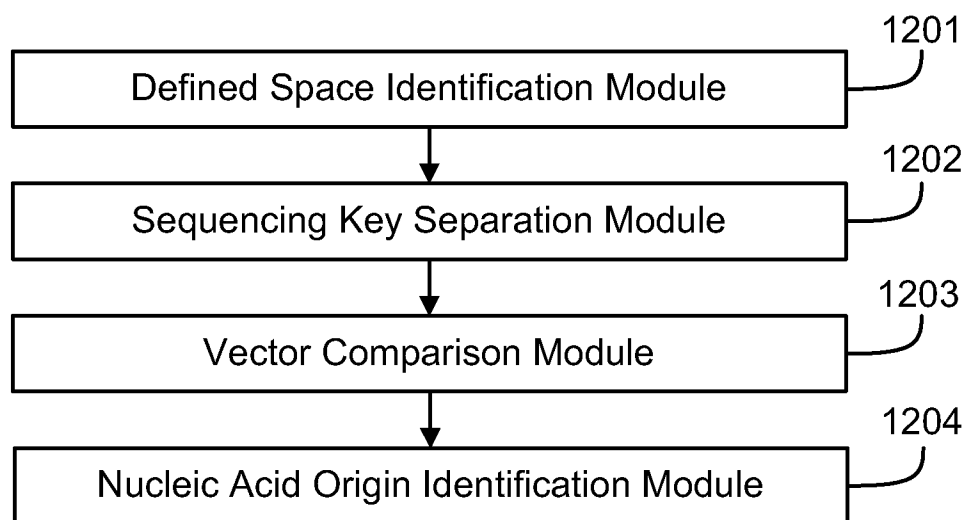 1201
Defined Space Identification Module
1202
Sequencing Key Separation Module
1203
Vector Comparison Module
1204
Nucleic Acid Origin Identification Module